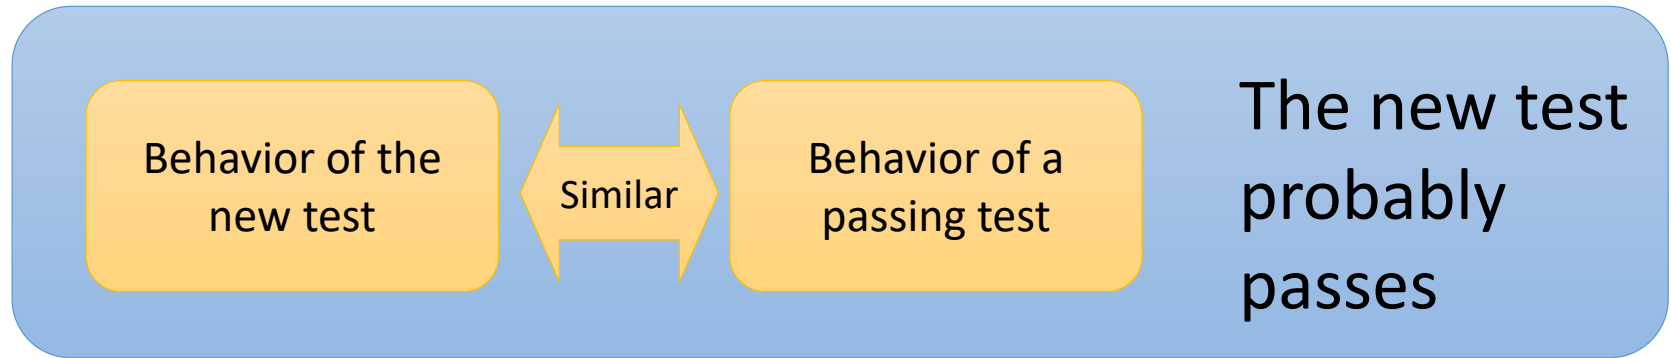 Behavior of the
new test
Similar
Behavior of a
passing test
The new test
probably
passes